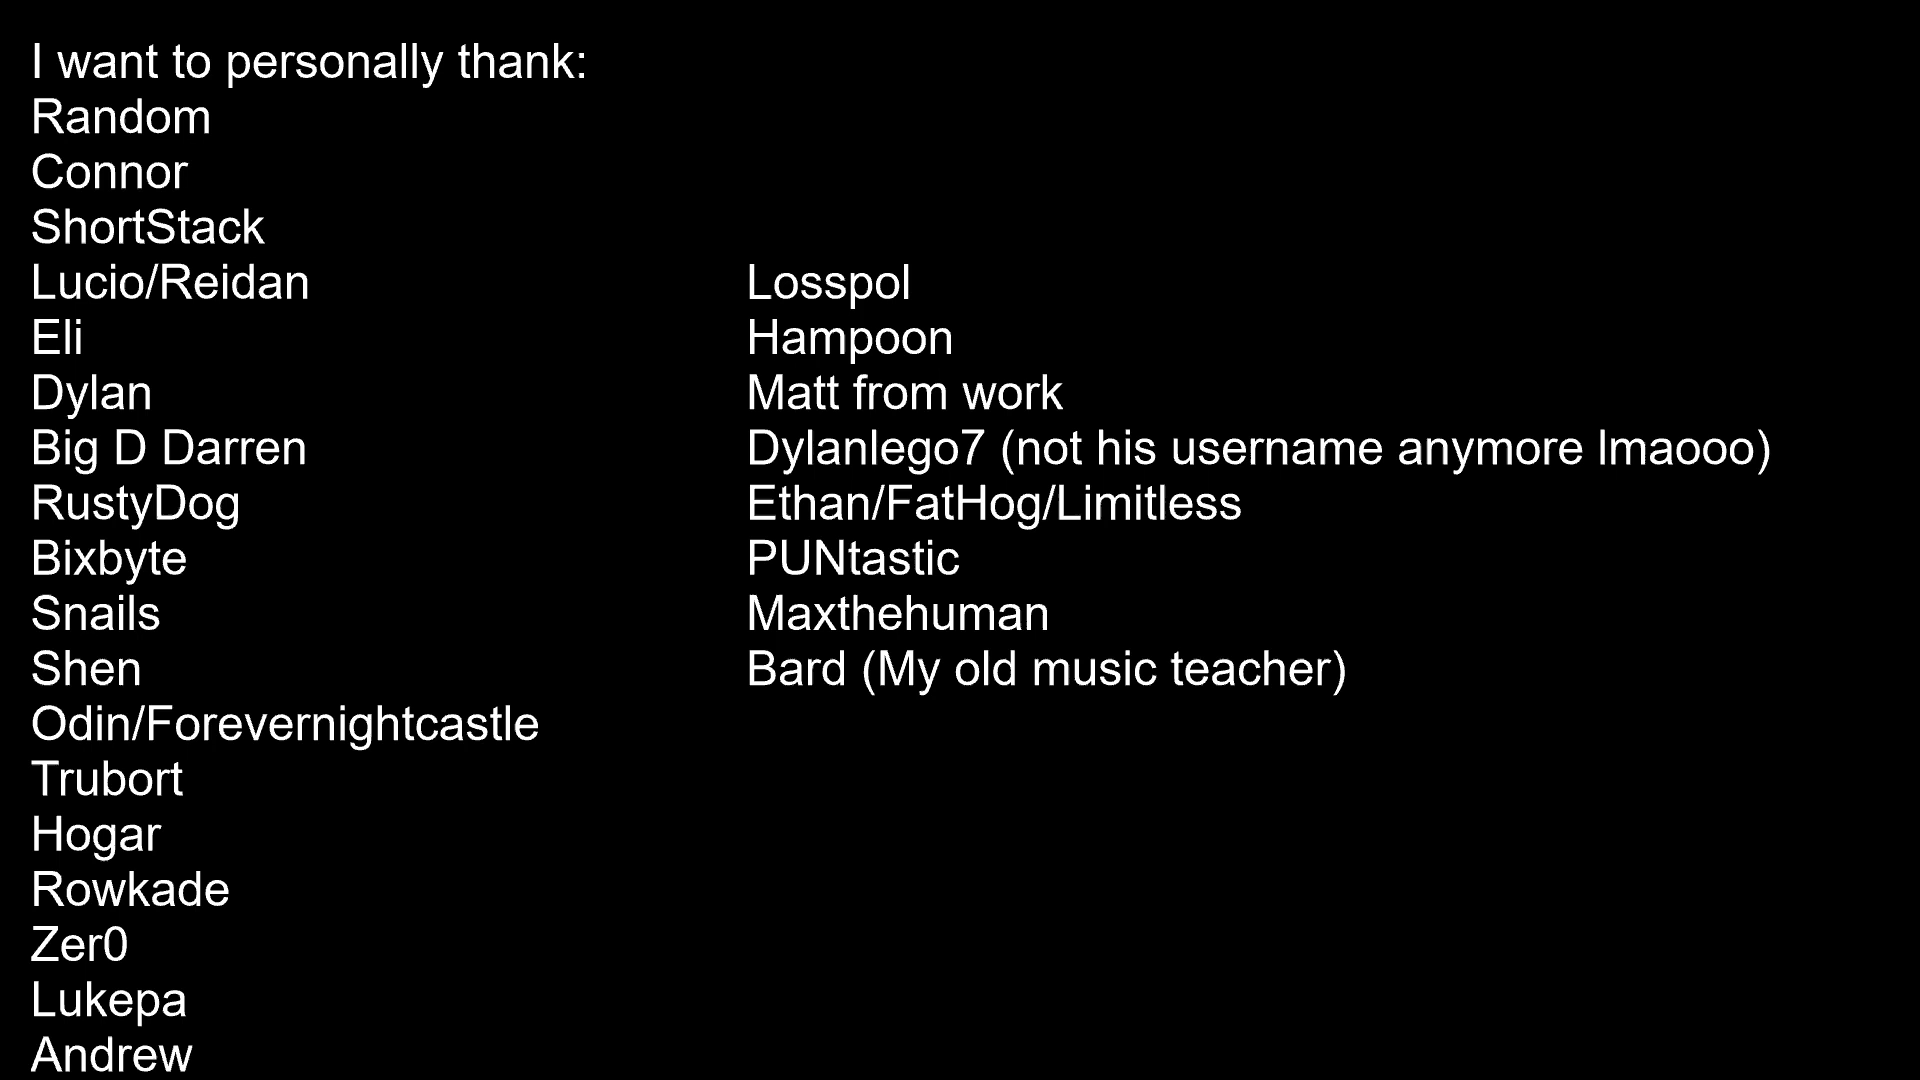 I want to personally thank:
Random
Connor
ShortStack
Lucio/Reidan
Eli
Dylan
Big D Darren
RustyDog
Bixbyte
Snails
Shen
Odin/Forevernightcastle
Trubort
Hogar
Rowkade
Zer0
Lukepa
Andrew
Losspol
Hampoon
Matt from work
Dylanlego7 (not his username anymore lmaooo)
Ethan/FatHog/Limitless
PUNtastic
Maxthehuman
Bard (My old music teacher)